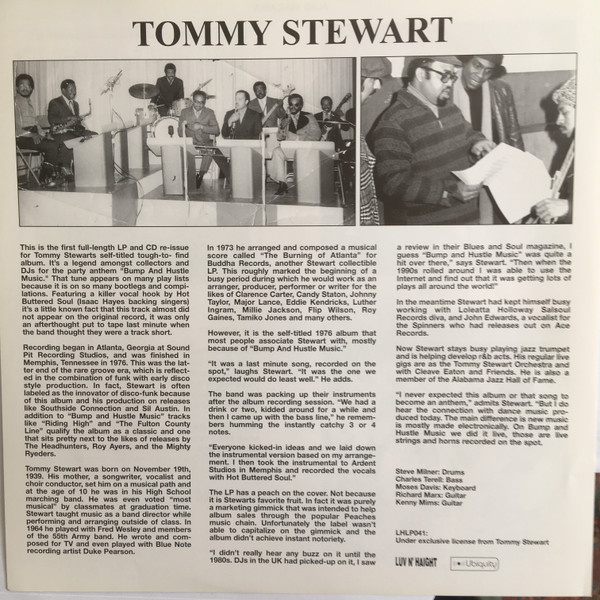 TOMMY STEWART
This is the first full-length LP and CD re-issue
for Tommy Stewarts self-titled tough-to- find
album. It's a legend amongst collectors and
DJs for the party anthem "Bump And Hustle
Music." That tune appears on many play lists
because it is on so many bootlegs and compi-
lations. Featuring a killer vocal hook by Hot
Buttered Soul (Isaac Hayes backing singers)
it's a little known fact that this track almost did
not appear on the original record, it was only
an afterthought put to tape last minute when
the band thought they were a track short.
Recording began in Atlanta, Georgia at Sound
Pit Recording Studios, and was finished in
Memphis, Tennessee in 1976. This was the lat-
ter end of the rare groove era, which is reflect-
ed in the combination of funk with early disco
style production. In fact, Stewart is often
labeled as the innovator of disco-funk because
of this album and his production on releases
like Southside Connection and Sil Austin. In
addition to "Bump and Hustle Music" tracks
like "Riding High" and "The Fulton County
Line" qualify the album as a classic and one
that sits pretty next to the likes of releases by
The Headhunters, Roy Ayers, and the Mighty
Ryeders.
Tommy Stewart was born on November 19th,
1939. His mother, a songwriter, vocalist and
choir conductor, set him on a musical path and
at the age of 10 he was in his High School
marching band. He was even voted "most
musical" by classmates at graduation time.
Stewart taught music as a band director while
performing and arranging outside of class. In
1964 he played with Fred Wesley and members
of the 55th Army band. He wrote and com-
posed for TV and even played with Blue Note
recording artist Duke Pearson.
In 1973 he arranged and composed a musical
score called "The Burning of Atlanta" for
Buddha Records, another Stewart collectible
LP. This roughly marked the beginning of a
busy period during which he would work as an
arranger, producer, performer or writer for the
likes of Clarence Carter, Candy Staton, Johnny
Taylor, Major Lance, Eddie Kendricks, Luther
Ingram, Millie Jackson, Flip Wilson, Roy
Gaines, Tamiko Jones and many others.
However, it is the self-titled 1976 album that
most people associate Stewart with, mostly
because of "Bump And Hustle Music."
"It was a last minute song, recorded on the
spot," laughs Stewart. "It was the one we
expected would do least well." He adds.
The band was packing up their instruments
after the album recording session. "We had a
drink or two, kidded around for a while and
then I came up with the bass line," he remem-
bers humming the instantly catchy 3 or 4
notes.
"Everyone kicked-in ideas and we laid down
the instrumental version based on my arrange-
ment. I then took the instrumental to Ardent
Studios in Memphis and recorded the vocals
with Hot Buttered Soul."
The LP has a peach on the cover. Not because
it is Stewarts favorite fruit. In fact it was purely
a marketing gimmick that was intended to help
album sales through the popular Peaches
music chain. Unfortunately the label wasn't
able to capitalize on the gimmick and the
album didn't achieve instant notoriety.
"I didn't really hear any buzz on it until the
1980s. DJs in the UK had picked-up on it, I saw
a review in their Blues and Soul magazine, I
guess "Bump and Hustle Music" was quite a
hit over there," says Stewart. "Then when the
1990s rolled around I was able to use the
Internet and find out that it was getting lots of
plays all around the world!"
In the meantime Stewart had kept himself busy
working with Loleatta Holloway Salsoul
Records diva, and John Edwards, a vocalist for
the Spinners who had releases out on Ace
Records.
Now Stewart stays busy playing jazz trumpet
and is helping develop r&b acts. His regular live
gigs are as the Tommy Stewart Orchestra and
with Cleave Eaton and Friends. He is also a
member of the Alabama Jazz Hall of Fame.
"I never expected this album or that song to
become an anthem," admits Stewart. "But I do
hear the connection with dance music pro-
duced today. The main difference is new music
is mostly made electronically. On Bump and
Hustle Music we did it live, those are live
strings and horns recorded on the spot.
Steve Milner: Drums
Charles Terell: Bass
Moses Davis: Keyboard
Richard Marx: Guitar
Kenny Mims: Guitar
LHLP041:
Under exclusive license from Tommy Stewart
LUV N' HAIGHT
Ubiquity